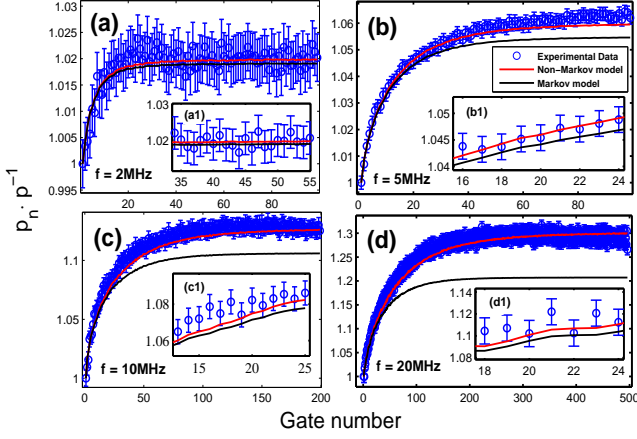 1.03
1.025
1.02
1.015
1.01
1.005
1
0.995
(a)
1.03
(a1)
1.02
1.01
35 40 45 50 55
f = 2MHz
20 40 60 80
1.06
1.05
1.04
1.03
1.02
1.01
1
(b)
Experimental Data
Non−Markov model
Markov model
1.05
(b1)
1.045
1.04
16 18 20 22 24
f = 5MHz
0 20 40 60 80
pn · p−1
1.1
1.05
1
(c)
(c1)
1.08
1.06
15 20 25
f = 10MHz
0 50 100 150 200
1.3
1.2
1.1
1
(d)
1.14
(d1)
1.12
1.1
1.08
18 20 22 24
f = 20MHz
0 100 200 300 400 500
Gate number